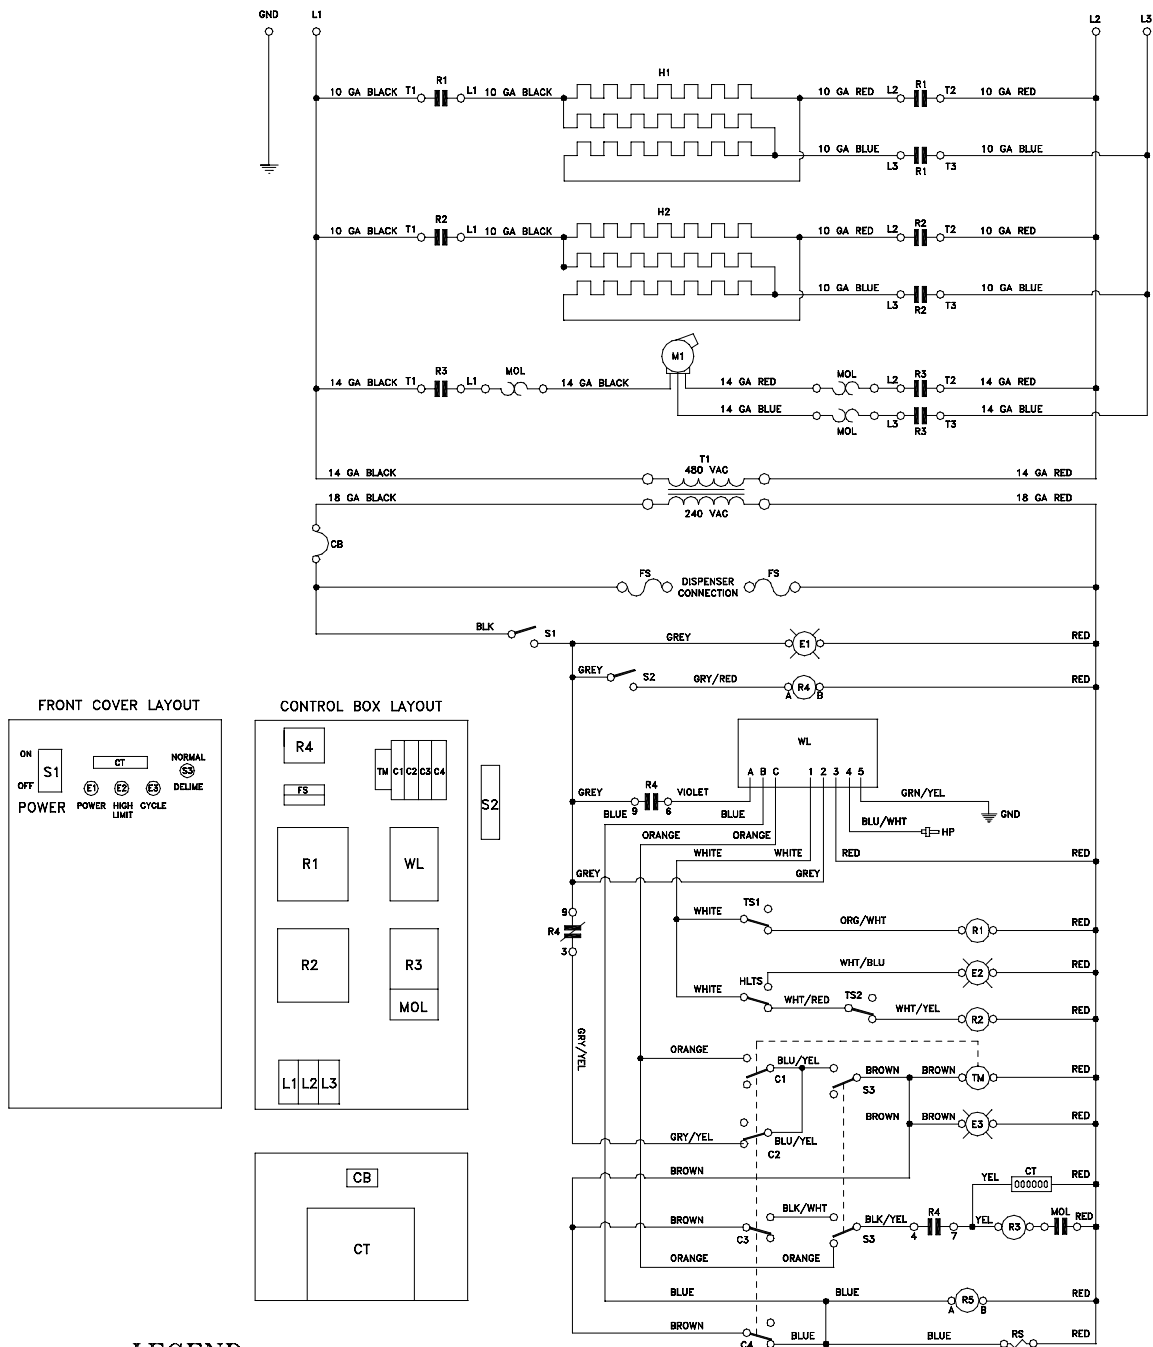 GND L1 L2 L3
R1 H1 R1
10 GA BLACK T1 L1 10 GA BLACK 10 GA RED L2 T2 10 GA RED
10 GA BLUE 10 GA BLUE
L3 R1 T3
R2 H2 R2
10 GA BLACK T1 L1 10 GA BLACK 10 GA RED L2 T2 10 GA RED
10 GA BLUE 10 GA BLUE
L3 R2 T3
M1
R3 MOL MOL R3
14 GA BLACK T1 L1 14 GA BLACK 14 GA RED L2 T2 14 GA RED
14 GA BLUE 14 GA BLUE
MOL L3 R3 T3
T1
14 GA BLACK 480 VAC 14 GA RED
18 GA BLACK 18 GA RED
240 VAC
CB
FS DISPENSER FS
CONNECTION
BLK S1 GREY E1 RED
GREY S2 GRY/RED A R4 B RED
WL
A B C 1 2 3 4 5
GREY R4 VIOLET GRN/YEL
9 6
GND
BLUE BLUE BLU/WHT HP
ORANGE ORANGE
WHITE WHITE RED RED
GREY GREY
9
R4
3
WHITE TS1 ORG/WHT R1 RED
WHT/BLU E2 RED
WHITE HLTS WHT/RED TS2 WHT/YEL R2 RED
GRY/YEL
ORANGE C1 BLU/YEL S3 BROWN BROWN TM RED
BROWN BROWN E3 RED
GRY/YEL C2 BLU/YEL
BROWN YEL CT RED
000000
BROWN C3 BLK/WHT S3 BLK/YEL R4 YEL R3 MOL RED
4 7
ORANGE ORANGE
BLUE BLUE A R5 B RED
BROWN C4 BLUE BLUE RS RED
FRONT COVER LAYOUT
ON S1 OFF
POWER
CT
NORMAL
S3
DELIME
E1 E2 E3
POWER HIGH CYCLE
LIMIT
CONTROL BOX LAYOUT
R4 TM C1 C2 C3 C4
FS S2
R1 WL
R2 R3
MOL
L1 L2 L3
CB
CT
LEGEND